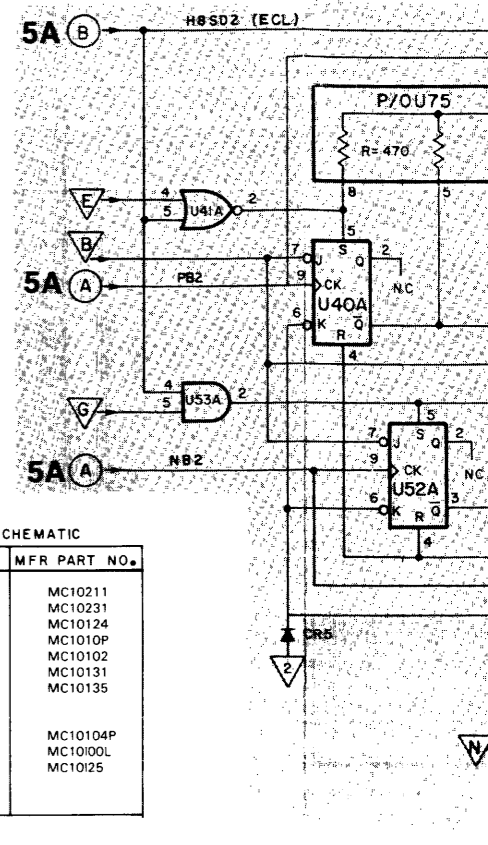 5A B H8SD2 (ECL)
P/OU75
R=470
8 5
E 4 5 U41A 2
B
5A A PB2
7 9 6 5 J S Q CK U40A K R Q 2 4
NC
G 4 5 U53A 2
5A A NB2
7 9 6 5 J S Q CK U52A K R Q 2 3 4
NC
CR5
2
N
CHEMATIC
MFR PART NO.
MC10211
MC10231
MC10124
MC1010P
MC10102
MC10131
MC10135
MC10104P
MC10100L
MC10125